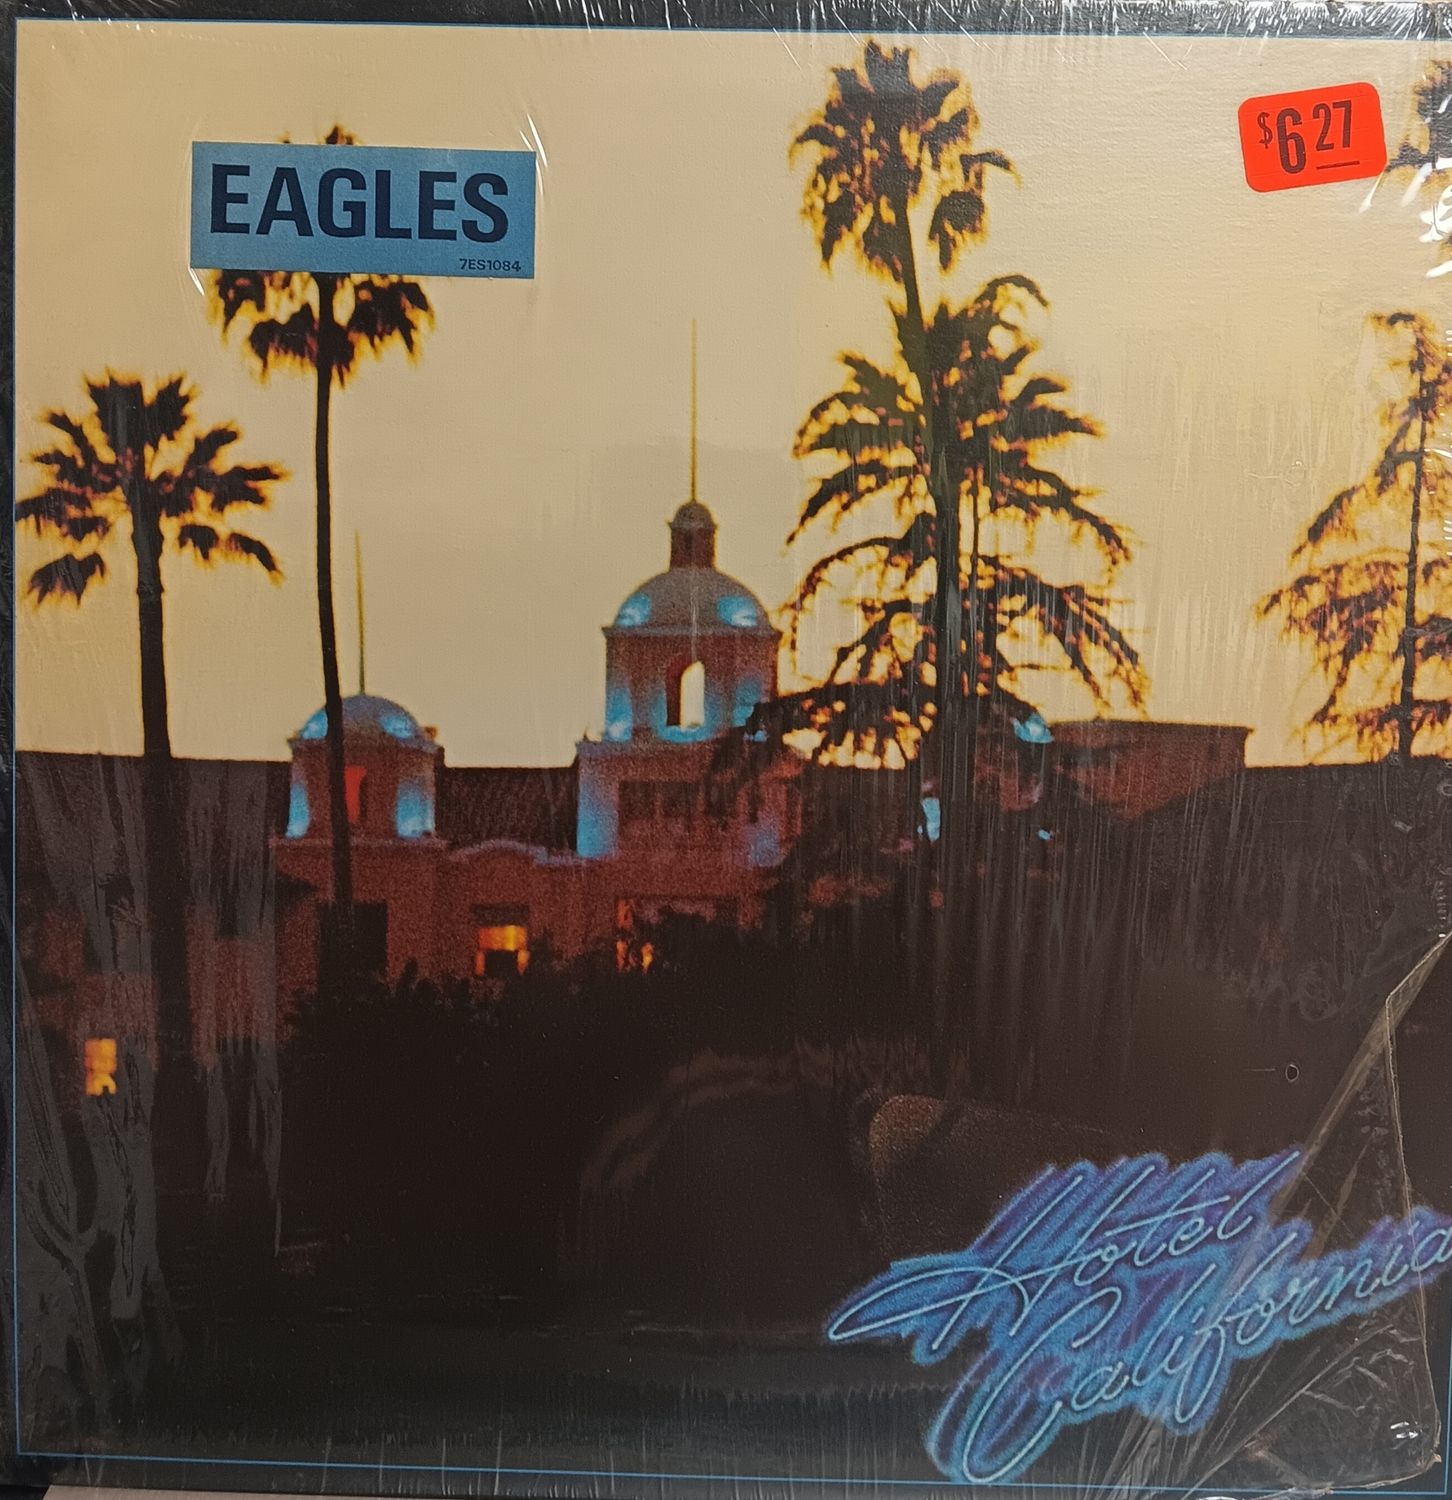 EAGLES
7ES1084
$6 27
Hotel
California